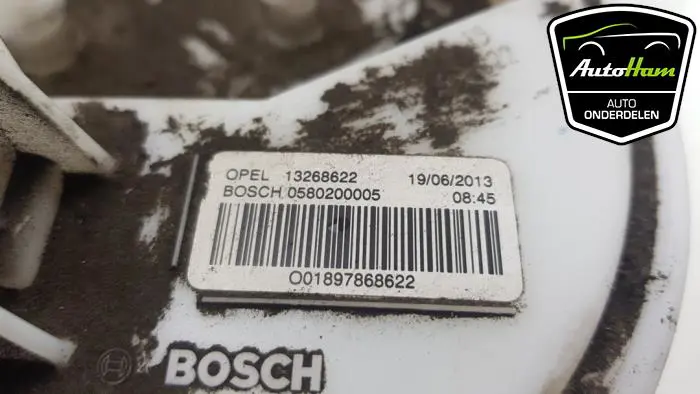 AutoHam
AUTO
ONDERDELEN
OPEL 13268622 19/06/2013
BOSCH 0580200005 08:45
O01897868622
BOSCH